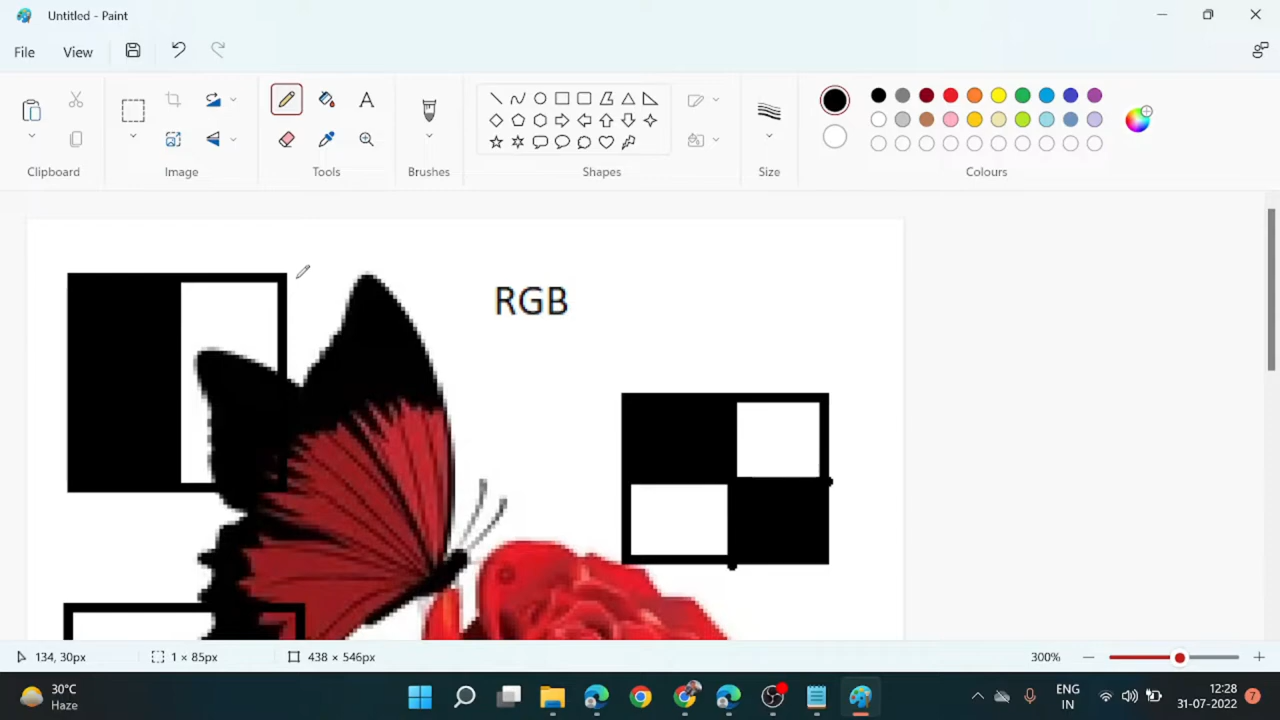 Untitled - Paint
File View
A
Clipboard Image Tools Brushes Shapes Size Colours
RGB
134, 30px 1 × 85px 438 × 546px 300%
30°C
Haze
ENG
IN
12:28
31-07-2022
7